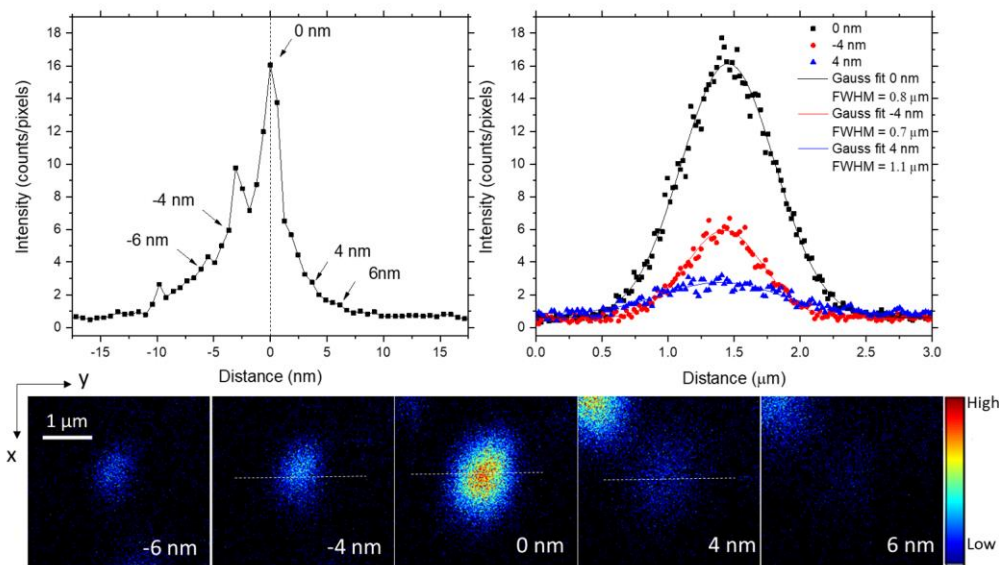 18
16
14
12
10
8
6
4
2
0
Intensity (counts/pixels)
0 nm
-4 nm
-6 nm
4 nm
6nm
-15
-10
-5
0
5
10
15
Distance (nm)
18
16
14
12
10
8
6
4
2
0
Intensity (counts/pixels)
0 nm
-4 nm
4 nm
Gauss fit 0 nm
FWHM = 0.8 μm
Gauss fit -4 nm
FWHM = 0.7 μm
Gauss fit 4 nm
FWHM = 1.1 μm
0.0
0.5
1.0
1.5
2.0
2.5
3.0
Distance (μm)
y
x
1 μm
-6 nm
-4 nm
0 nm
4 nm
6 nm
High
Low